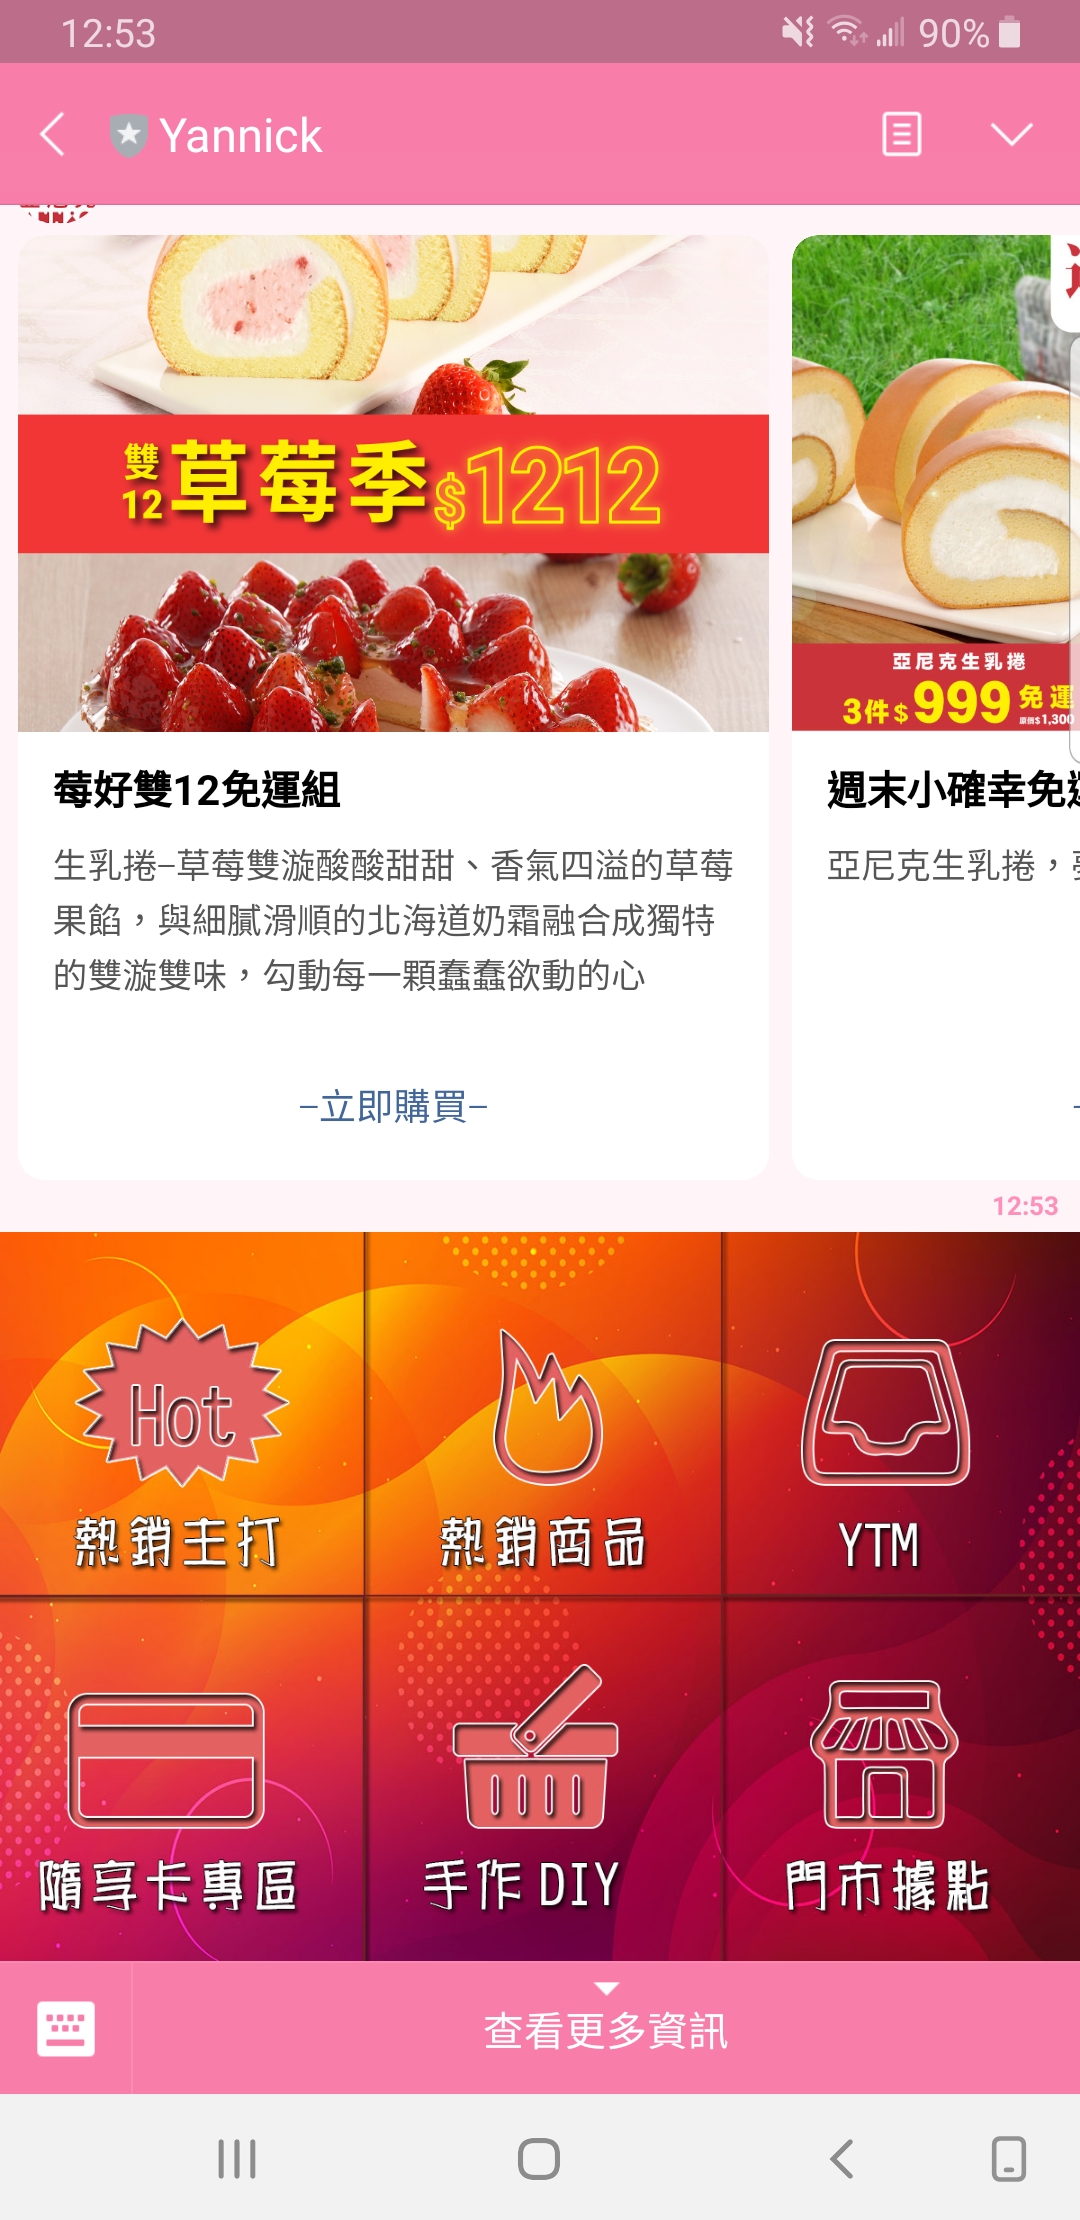 12:53
90%
Yannick
雙12草莓季$1212
亞尼克生乳捲
3件$999免運
原價$1,300
莓好雙12免運組
生乳捲–草莓雙漩酸酸甜甜、香氣四溢的草莓
果餡，與細膩滑順的北海道奶霜融合成獨特
的雙漩雙味，勾動每一顆蠢蠢欲動的心
–立即購買–
週末小確幸免
亞尼克生乳捲，
12:53
Hot
熱銷主打
熱銷商品
YTM
隨享卡專區
手作DIY
門市據點
查看更多資訊